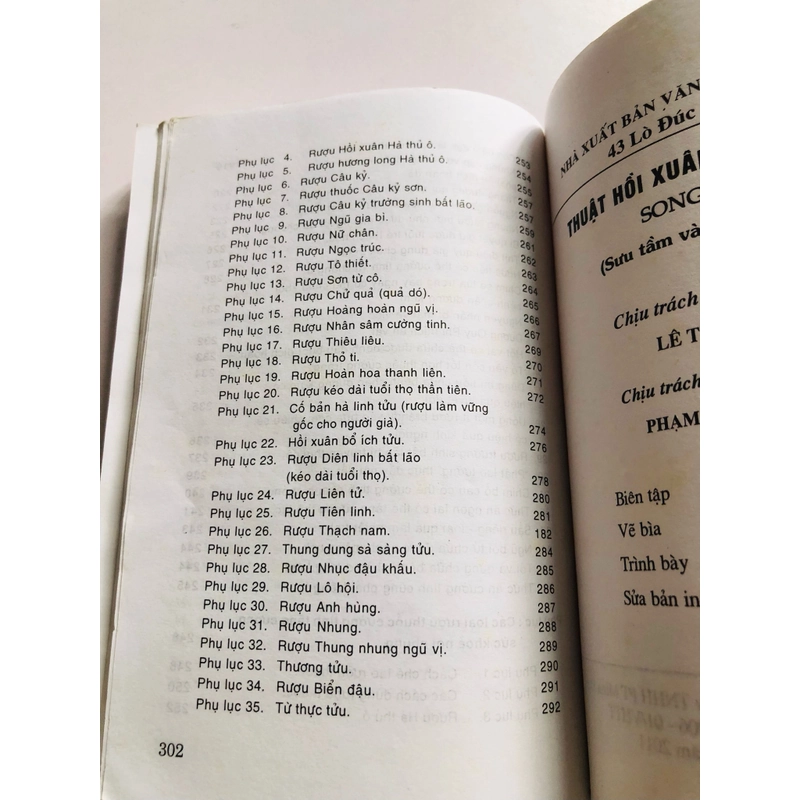 Phụ lục 4. Rượu Hồi xuân Hà thủ ô. 253
Phụ lục 5. Rượu hương long Hà thủ ô. 254
Phụ lục 6. Rượu Câu kỷ. 255
Phụ lục 7. Rượu thuốc Câu kỷ sơn. 257
Phụ lục 8. Rượu Câu kỷ trường sinh bất lão. 257
Phụ lục 9. Rượu Ngũ gia bì. 259
Phụ lục 10. Rượu Nữ chân. 261
Phụ lục 11. Rượu Ngọc trúc. 262
Phụ lục 12. Rượu Tô thiết. 263
Phụ lục 13. Rượu Sơn từ cô. 264
Phụ lục 14. Rượu Chử quả (quả dó). 265
Phụ lục 15. Rượu Hoàng hoàn ngũ vị. 266
Phụ lục 16. Rượu Nhân sâm cường tinh. 267
Phụ lục 17. Rượu Thiêu liêu. 269
Phụ lục 18. Rượu Thỏ ti. 270
Phụ lục 19. Rượu Hoàn hoa thanh liên. 271
Phụ lục 20. Rượu kéo dài tuổi thọ thần tiên. 272
Phụ lục 21. Cố bản hà linh tửu (rượu làm vững
gốc cho người già). 274
Phụ lục 22. Hồi xuân bổ ích tửu. 276
Phụ lục 23. Rượu Diên linh bất lão
(kéo dài tuổi thọ). 278
Phụ lục 24. Rượu Liên tử. 280
Phụ lục 25. Rượu Tiên linh. 281
Phụ lục 26. Rượu Thạch nam. 182
Phụ lục 27. Thung dung sà sàng tửu. 284
Phụ lục 28. Rượu Nhục đậu khấu. 285
Phụ lục 29. Rượu Lô hội. 286
Phụ lục 30. Rượu Anh hùng. 287
Phụ lục 31. Rượu Nhung. 288
Phụ lục 32. Rượu Thung nhung ngũ vị. 289
Phụ lục 33. Thương tửu. 290
Phụ lục 34. Rượu Biển đậu. 291
Phụ lục 35. Từ thực tửu. 292
302
NHÀ XUẤT BẢN VĂN
43 Lò Đúc
THUẬT HỒI XUÂN
SONG
(Sưu tầm và
Chịu trách
LÊ T
Chịu trách
PHẠM
Biên tập
Vẽ bìa
Trình bày
Sửa bản in